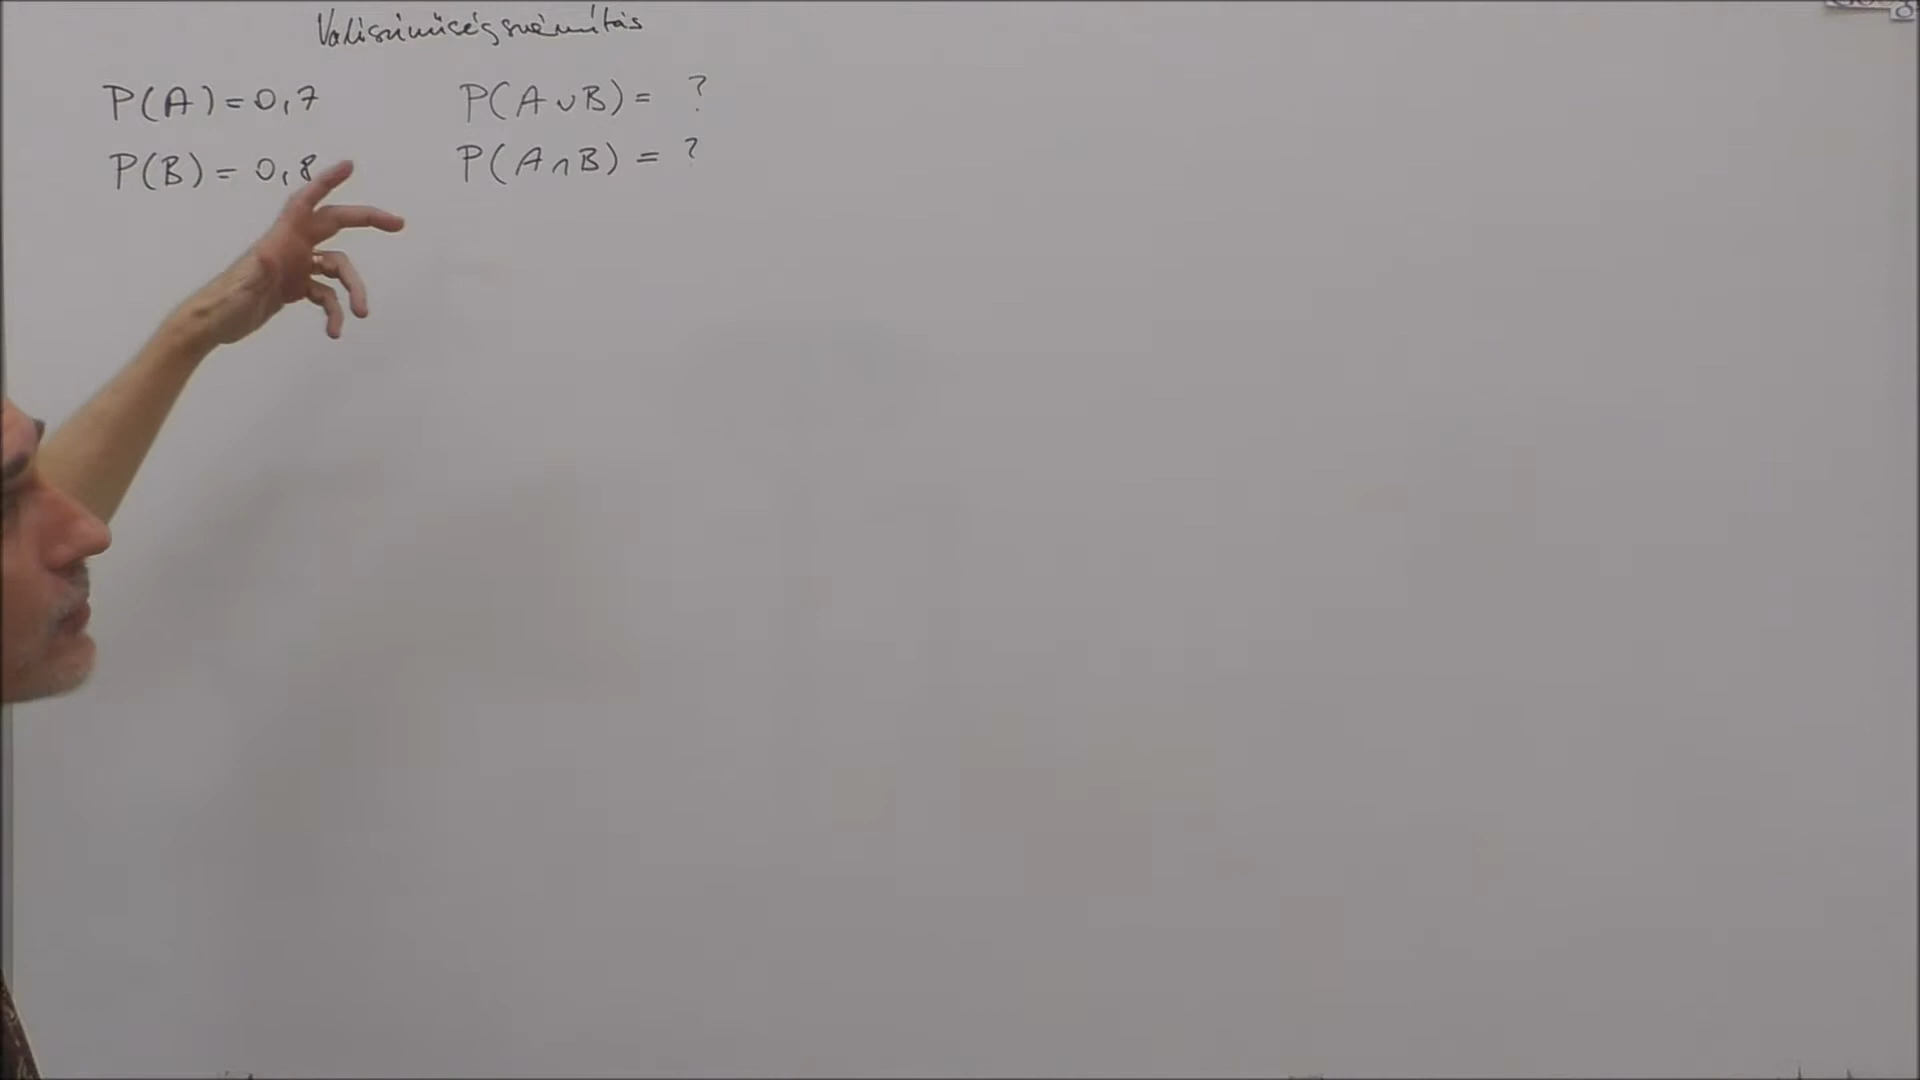 Valószínűségszámítás
P(A) = 0,7
P(B) = 0,8
P(A ∪ B) = ?
P(A ∩ B) = ?